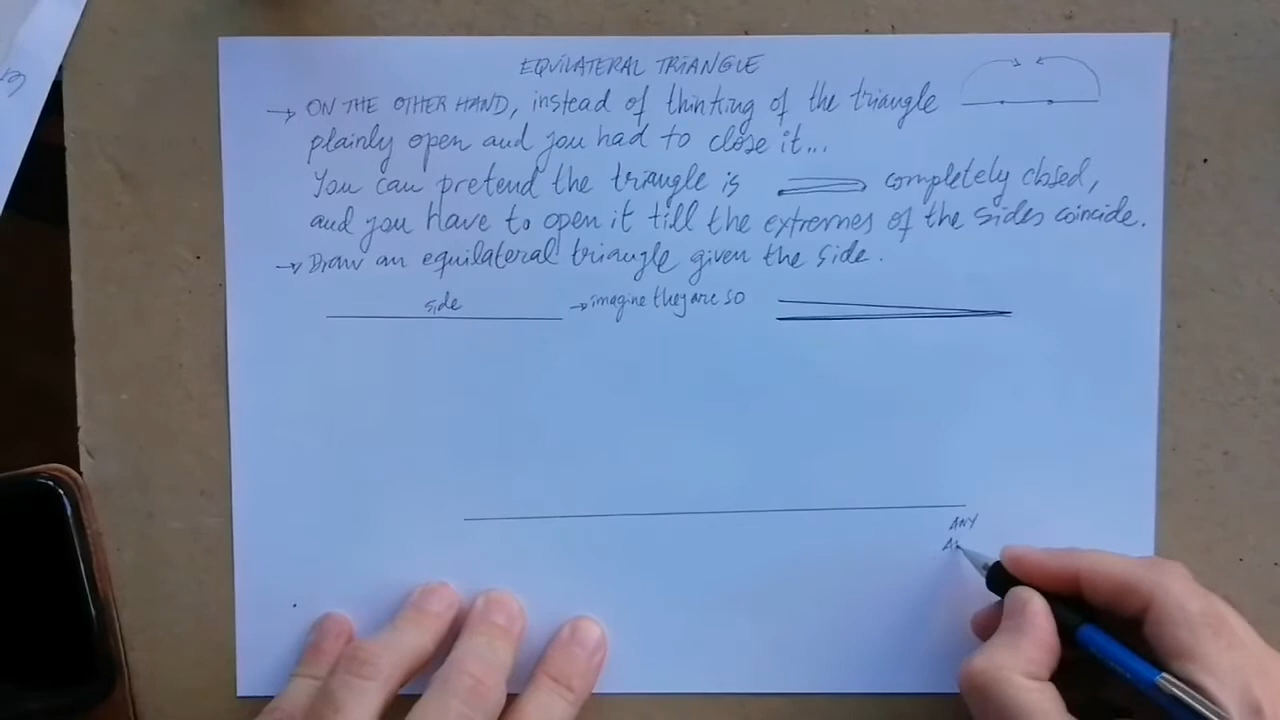 EQUILATERAL TRIANGLE
→ ON THE OTHER HAND, instead of thinking of the triangle
plainly open and you had to close it...
You can pretend the triangle is completely closed,
and you have to open it till the extremes of the sides coincide.
→ Draw an equilateral triangle given the side.
side → imagine they are so
ANY